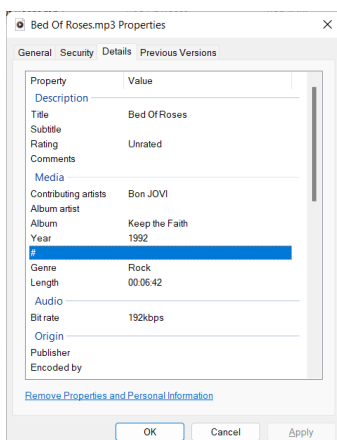 Bed Of Roses.mp3 Properties
General Security Details Previous Versions
Property Value
Description
Title Bed Of Roses
Subtitle
Rating Unrated
Comments
Media
Contributing artists Bon JOVI
Album artist
Album Keep the Faith
Year 1992
#
Genre Rock
Length 00:06:42
Audio
Bit rate 192kbps
Origin
Publisher
Encoded by
Remove Properties and Personal Information
OK Cancel Apply